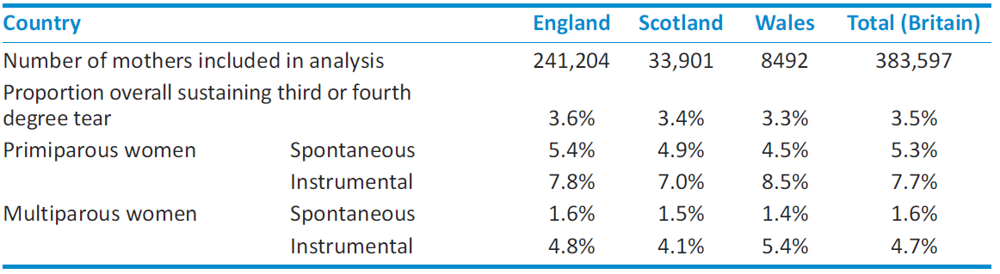 Country England Scotland Wales Total (Britain)
Number of mothers included in analysis 241,204 33,901 8492 383,597
Proportion overall sustaining third or fourth
degree tear 3.6% 3.4% 3.3% 3.5%
Primiparous women Spontaneous 5.4% 4.9% 4.5% 5.3%
Instrumental 7.8% 7.0% 8.5% 7.7%
Multiparous women Spontaneous 1.6% 1.5% 1.4% 1.6%
Instrumental 4.8% 4.1% 5.4% 4.7%